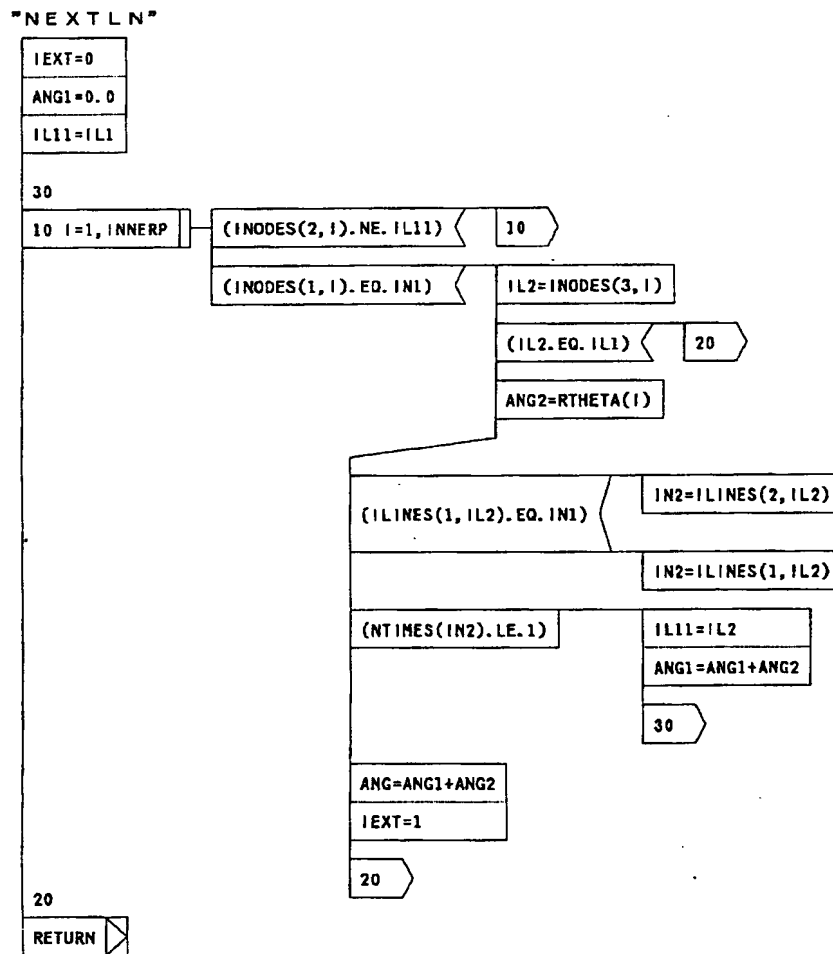 "NEXTLN"
IEXT=0
ANG1=0.0
IL11=IL1
30
10 I=1,INNERP
(INODES(2,I).NE.IL11)
10
(INODES(1,I).EQ.IN1)
IL2=INODES(3,I)
(IL2.EQ.IL1)
20
ANG2=RTHETA(I)
(ILINES(1,IL2).EQ.IN1)
IN2=ILINES(2,IL2)
IN2=ILINES(1,IL2)
(NTIMES(IN2).LE.1)
IL11=IL2
ANG1=ANG1+ANG2
30
ANG=ANG1+ANG2
IEXT=1
20
20
RETURN